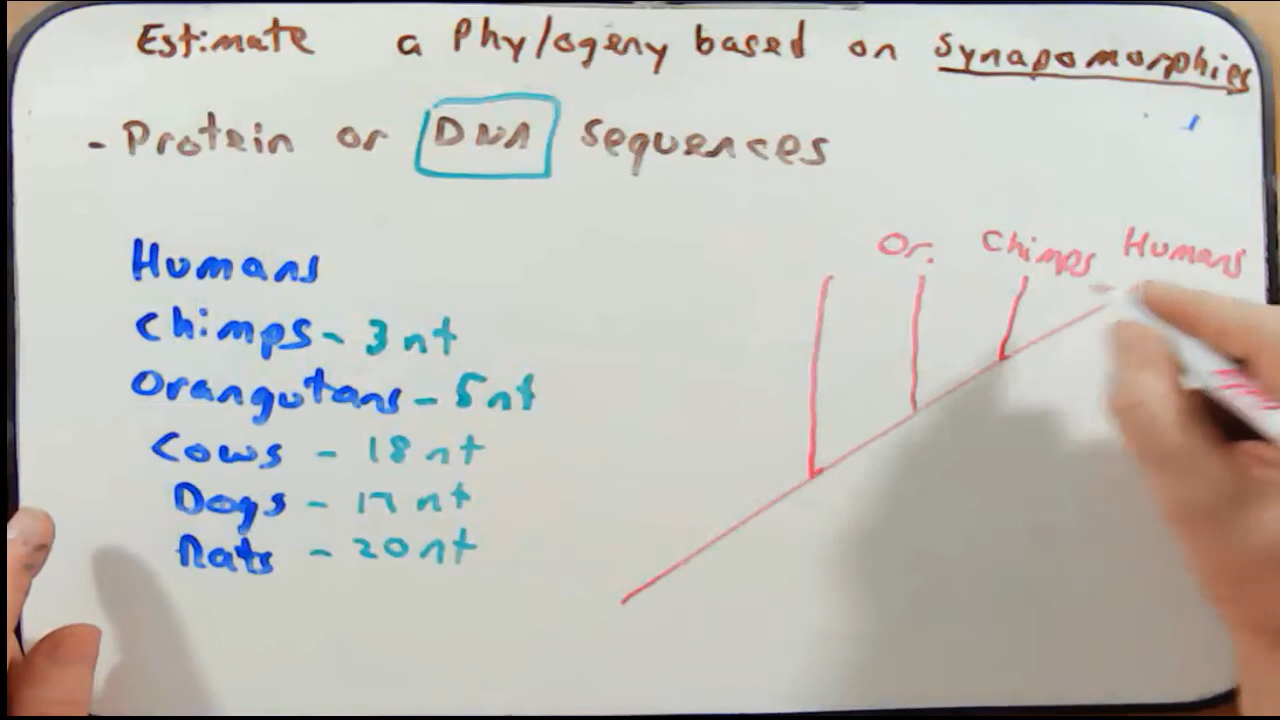 Estimate a Phylogeny based on Synapomorphies
- Protein or DNA sequences
Humans
Chimps - 3nt
Orangutans - 5nt
Cows - 18nt
Dogs - 17nt
Rats - 20nt
Or. Chimps Humans